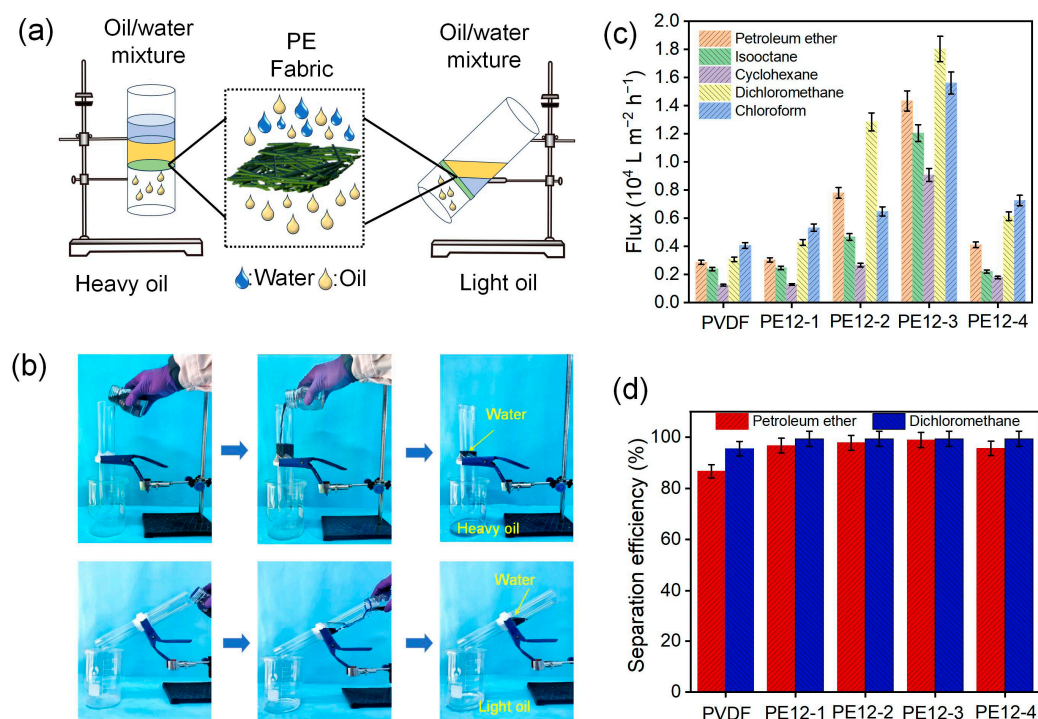 (a)
Oil/water
mixture
PE
Fabric
Oil/water
mixture
Heavy oil
:Water
:Oil
Light oil
(b)
Water
Heavy oil
Water
Light oil
(c)
Petroleum ether
Isooctane
Cyclohexane
Dichloromethane
Chloroform
Flux (10⁴ L m⁻² h⁻¹)
2.0
1.8
1.6
1.4
1.2
1.0
0.8
0.6
0.4
0.2
0.0
PVDF PE12-1 PE12-2 PE12-3 PE12-4
(d)
Petroleum ether Dichloromethane
Separation efficiency (%)
100
80
60
40
20
0
PVDF PE12-1 PE12-2 PE12-3 PE12-4